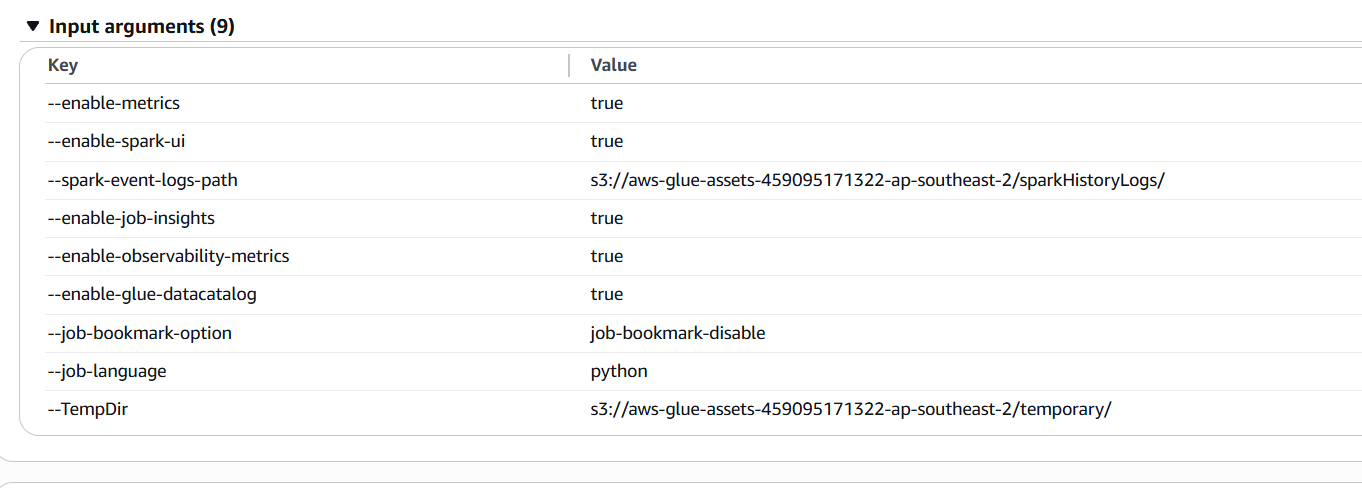 Input arguments (9)
Key Value
--enable-metrics true
--enable-spark-ui true
--spark-event-logs-path s3://aws-glue-assets-459095171322-ap-southeast-2/sparkHistoryLogs/
--enable-job-insights true
--enable-observability-metrics true
--enable-glue-datacatalog true
--job-bookmark-option job-bookmark-disable
--job-language python
--TempDir s3://aws-glue-assets-459095171322-ap-southeast-2/temporary/